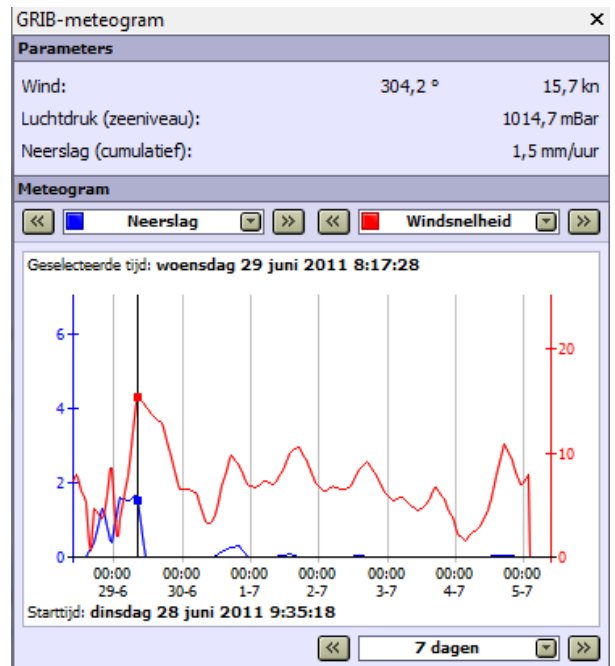 GRIB-meteogram
Parameters
Wind: 304,2 ° 15,7 kn
Luchtdruk (zeeniveau): 1014,7 mBar
Neerslag (cumulatief): 1,5 mm/uur
Meteogram
Neerslag Windsnelheid
Geselecteerde tijd: woensdag 29 juni 2011 8:17:28
6
20
4
10
2
0 0
00:00 00:00 00:00 00:00 00:00 00:00 00:00
29-6 30-6 1-7 2-7 3-7 4-7 5-7
Starttijd: dinsdag 28 juni 2011 9:35:18
7 dagen